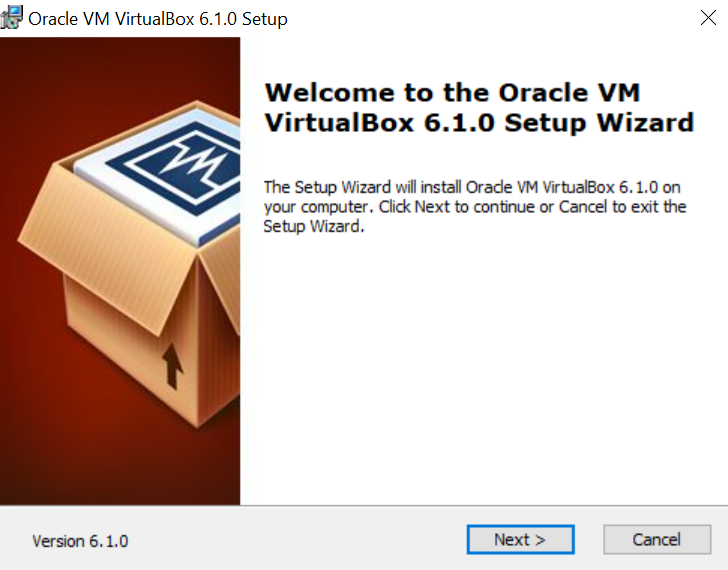 Oracle VM VirtualBox 6.1.0 Setup
Welcome to the Oracle VM
VirtualBox 6.1.0 Setup Wizard
The Setup Wizard will install Oracle VM VirtualBox 6.1.0 on
your computer. Click Next to continue or Cancel to exit the
Setup Wizard.
Version 6.1.0
Next >
Cancel